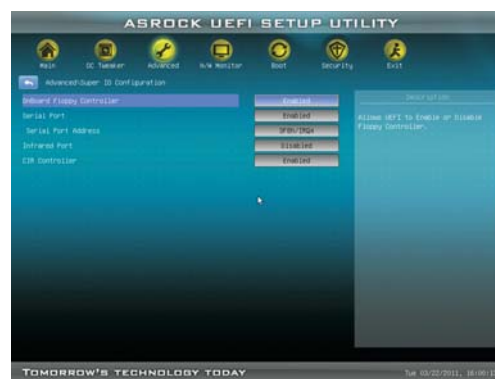 ASROCK UEFI SETUP UTILITY
Main OC Tweaker Advanced H/W Monitor Boot Security Exit
Advanced\Super IO Configuration
Onboard Floppy Controller Enabled
Serial Port Enabled
Serial Port Address 3F8h/IRQ4
Infrared Port Disabled
CIR Controller Enabled
Description
Allows UEFI to Enable or Disable
Floppy Controller.
TOMORROW'S TECHNOLOGY TODAY
Tue 03/22/2011,